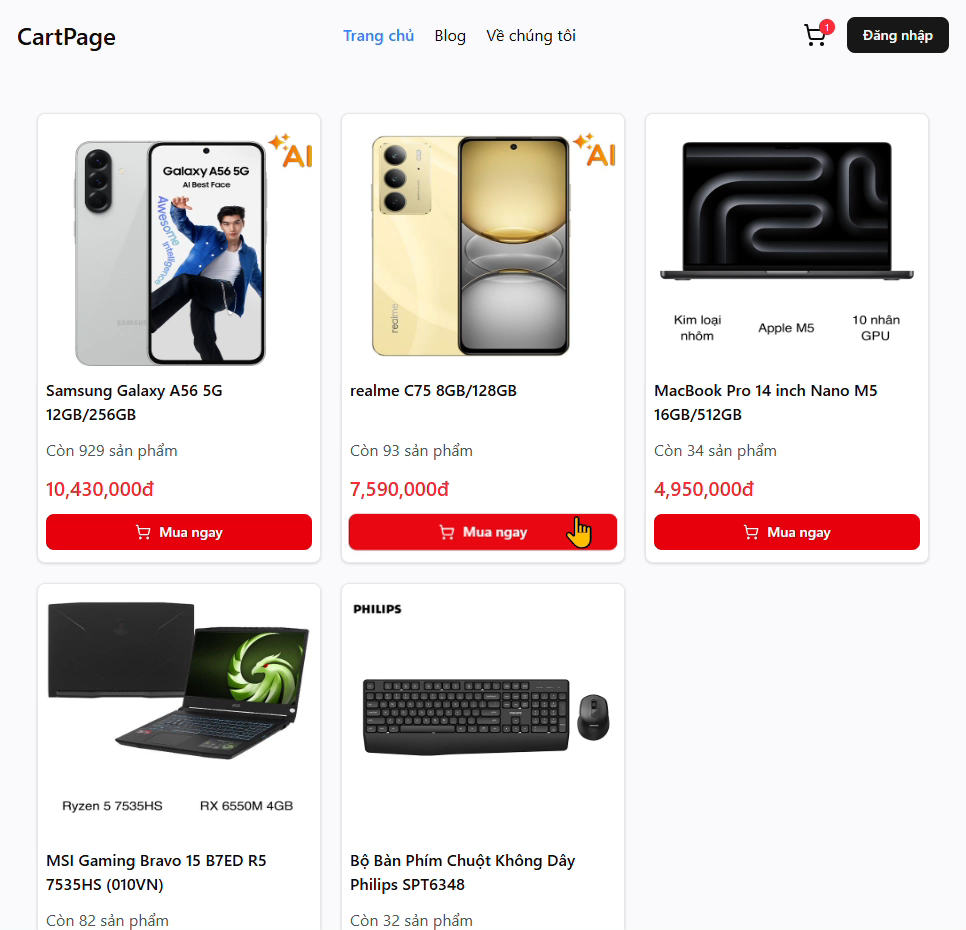 CartPage
Trang chủ
Blog
Về chúng tôi
1
Đăng nhập
AI
Galaxy A56 5G
AI Best Face
Awesome
Intelligence
SAMSUNG
Samsung Galaxy A56 5G
12GB/256GB
Còn 929 sản phẩm
10,430,000đ
Mua ngay
AI
realme
realme C75 8GB/128GB
Còn 93 sản phẩm
7,590,000đ
Mua ngay
Kim loại
nhôm
Apple M5
10 nhân
GPU
MacBook Pro 14 inch Nano M5
16GB/512GB
Còn 34 sản phẩm
4,950,000đ
Mua ngay
Ryzen 5 7535HS
RX 6550M 4GB
MSI Gaming Bravo 15 B7ED R5
7535HS (010VN)
Còn 82 sản phẩm
PHILIPS
Bộ Bàn Phím Chuột Không Dây
Philips SPT6348
Còn 32 sản phẩm